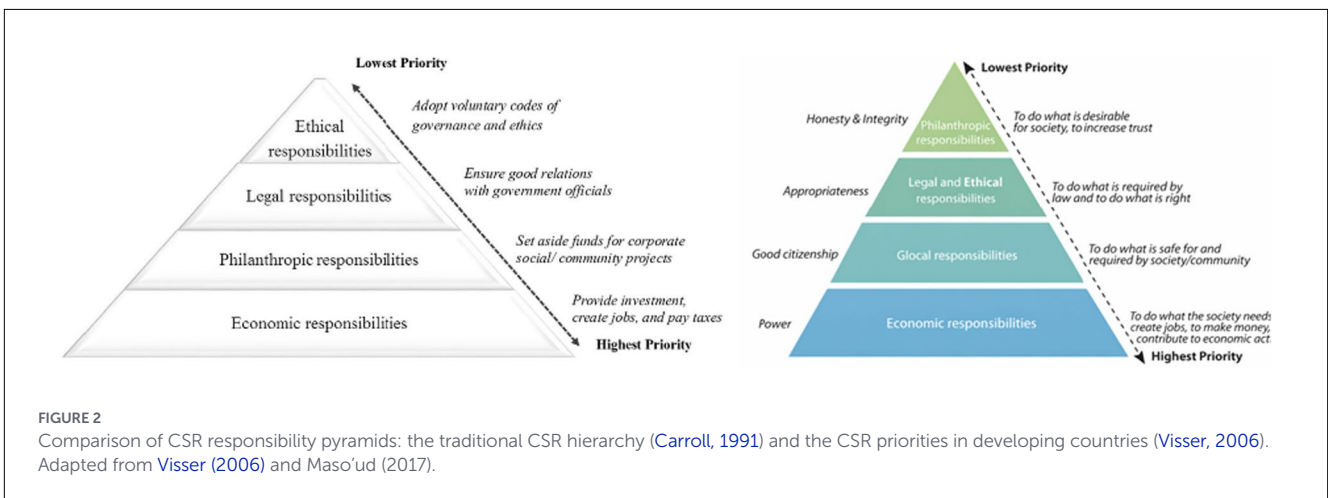 Lowest Priority
Adopt voluntary codes of
governance and ethics
Ethical
responsibilities
Ensure good relations
with government officials
Legal responsibilities
Set aside funds for corporate
social/ community projects
Philanthropic responsibilities
Provide investment,
create jobs, and pay taxes
Economic responsibilities
Highest Priority
Lowest Priority
Honesty & Integrity
Philanthropic
responsibilities
To do what is desirable
for society, to increase trust
Appropriateness
Legal and Ethical
responsibilities
To do what is required by
law and to do what is right
Good citizenship
Glocal responsibilities
To do what is safe for and
required by society/community
Power
Economic responsibilities
To do what the society needs
create jobs, to make money,
contribute to economic act
Highest Priority
FIGURE 2
Comparison of CSR responsibility pyramids: the traditional CSR hierarchy (Carroll, 1991) and the CSR priorities in developing countries (Visser, 2006).
Adapted from Visser (2006) and Maso'ud (2017).